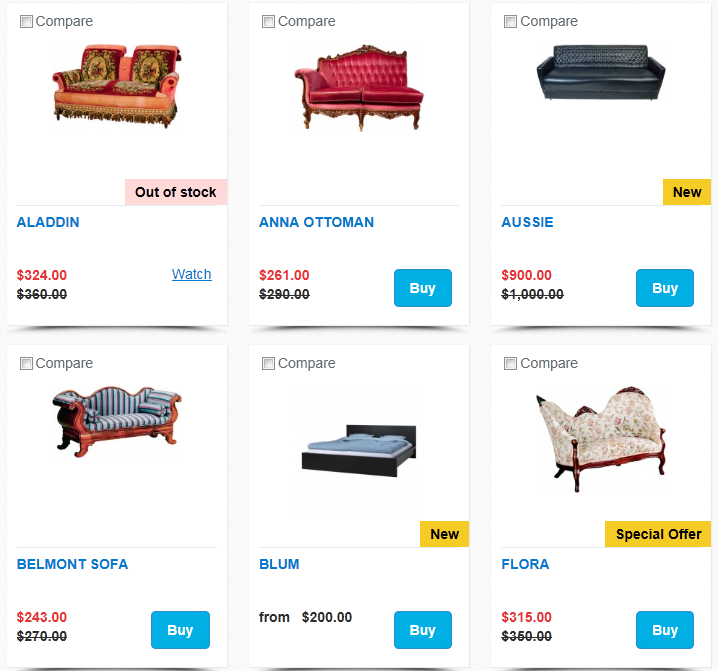 Compare
Out of stock
ALADDIN
$324.00
Watch
$360.00
Compare
ANNA OTTOMAN
$261.00
$290.00
Buy
Compare
New
AUSSIE
$900.00
$1,000.00
Buy
Compare
BELMONT SOFA
$243.00
$270.00
Buy
Compare
New
BLUM
from $200.00
Buy
Compare
Special Offer
FLORA
$315.00
$350.00
Buy